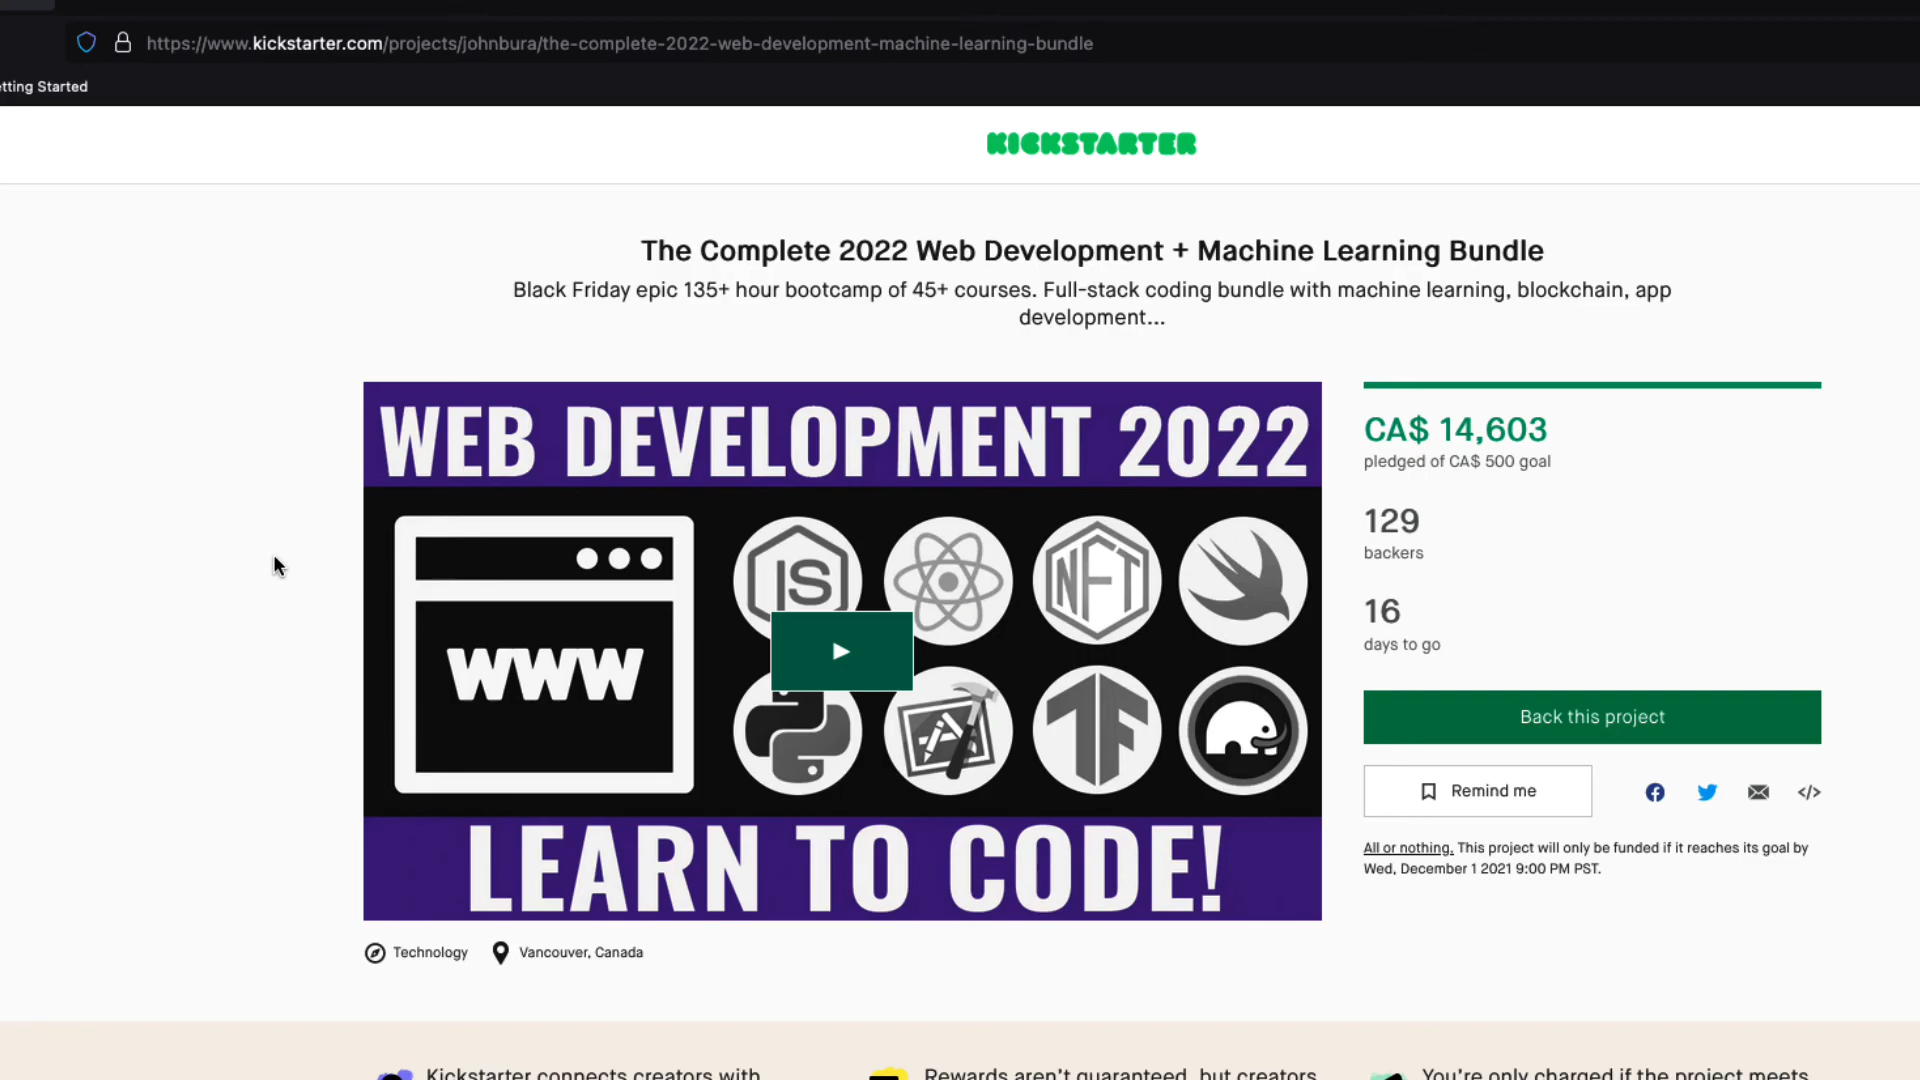 https://www.kickstarter.com/projects/johnbura/the-complete-2022-web-development-machine-learning-bundle
etting Started
KICKSTARTER
The Complete 2022 Web Development + Machine Learning Bundle
Black Friday epic 135+ hour bootcamp of 45+ courses. Full-stack coding bundle with machine learning, blockchain, app
development...
WEB DEVELOPMENT 2022
WWW
JS
NFT
TF
LEARN TO CODE!
CA$ 14,603
pledged of CA$ 500 goal
129
backers
16
days to go
Back this project
Remind me
</>
All or nothing. This project will only be funded if it reaches its goal by
Wed, December 1 2021 9:00 PM PST.
Technology
Vancouver, Canada
Kickstarter connects creators with
Rewards aren't guaranteed, but creators
You're only charged if the project meets